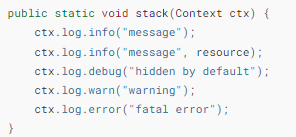 public static void stack(Context ctx) {
    ctx.log.info("message");
    ctx.log.info("message", resource);
    ctx.log.debug("hidden by default");
    ctx.log.warn("warning");
    ctx.log.error("fatal error");
}